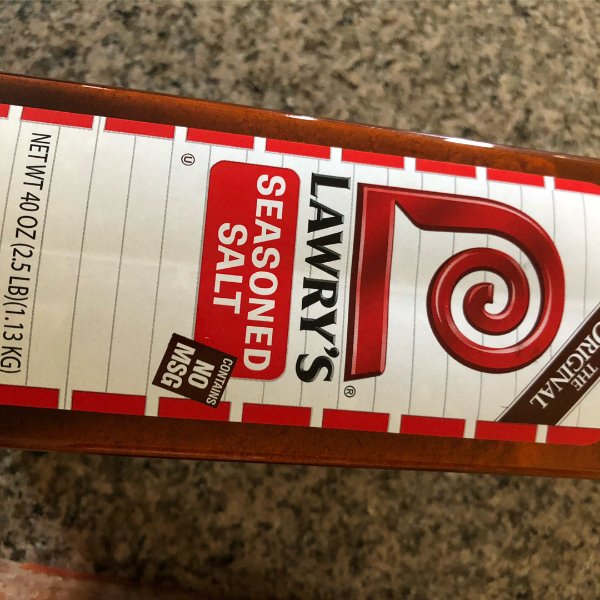 THE
ORIGINAL
LAWRY'S®
SEASONED
SALT
CONTAINS
NO
MSG
U
NET WT 40 OZ (2.5 LB)(1.13 KG)